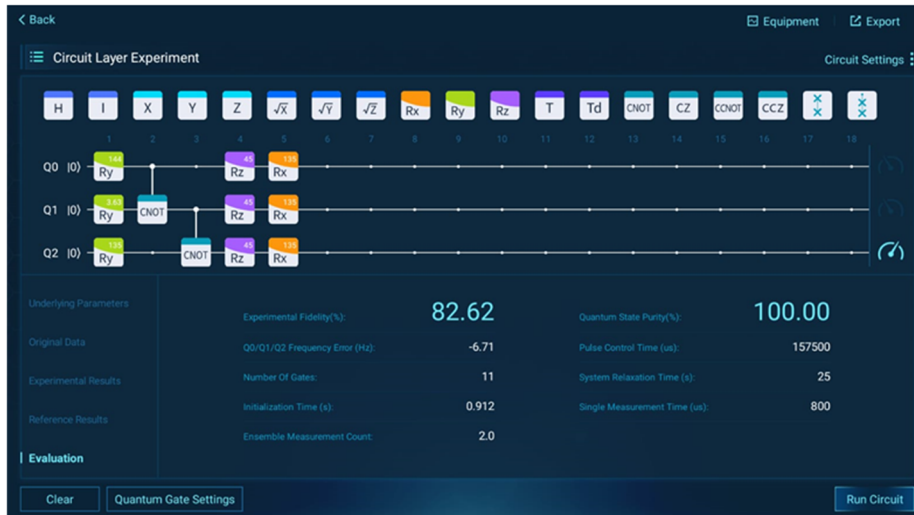 Back
Equipment
Export
Circuit Layer Experiment
Circuit Settings
H I X Y Z √X √Y √Z Rx Ry Rz T Td CNOT CZ CCNOT CCZ
1 2 3 4 5 6 7 8 9 10 11 12 13 14 15 16 17 18
Q0 |0⟩ 144 Ry 45 Rz 135 Rx
Q1 |0⟩ 3.63 Ry CNOT 45 Rz 135 Rx
Q2 |0⟩ 135 Ry CNOT 45 Rz 135 Rx
Underlying Parameters
Original Data
Experimental Results
Reference Results
Evaluation
Experimental Fidelity(%): 82.62 Quantum State Purity(%): 100.00
Q0/Q1/Q2 Frequency Error (Hz): -6.71 Pulse Control Time (us): 157500
Number Of Gates: 11 System Relaxation Time (s): 25
Initialization Time (s): 0.912 Single Measurement Time (us): 800
Ensemble Measurement Count: 2.0
Clear
Quantum Gate Settings
Run Circuit